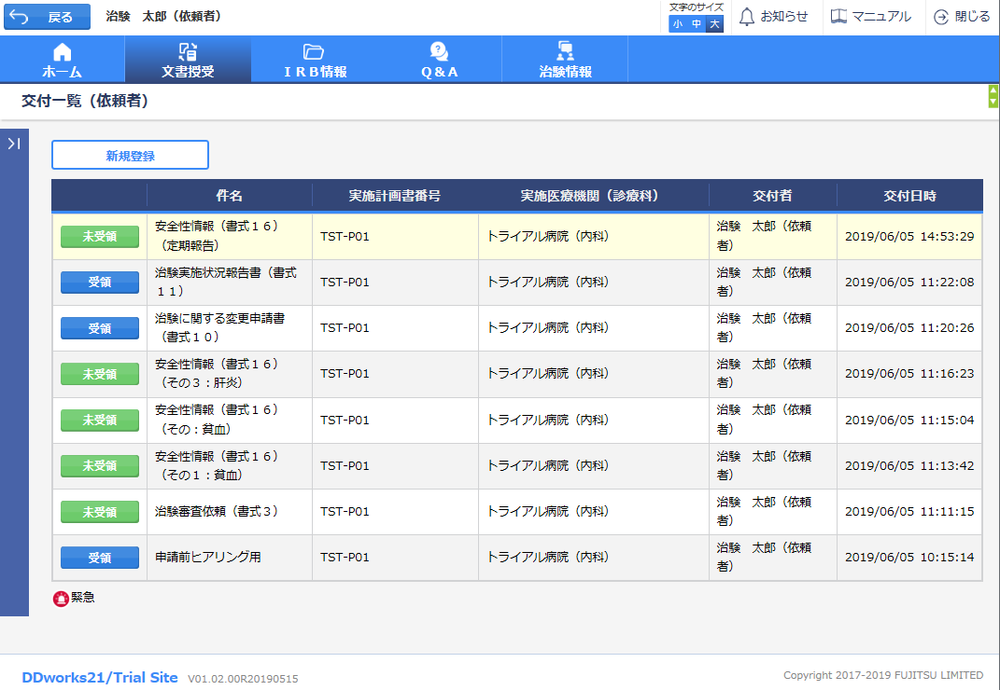 戻る 治験　太郎（依頼者） 文字のサイズ 小 中 大 お知らせ マニュアル 閉じる
ホーム 文書授受 ＩＲＢ情報 Q&A 治験情報
交付一覧（依頼者）
新規登録
件名 実施計画書番号 実施医療機関（診療科） 交付者 交付日時
未受領 安全性情報（書式１６） TST-P01 トライアル病院（内科） 治験　太郎（依頼 2019/06/05 14:53:29
（定期報告） 者）
受領 治験実施状況報告書（書式 TST-P01 トライアル病院（内科） 治験　太郎（依頼 2019/06/05 11:22:08
１１） 者）
受領 治験に関する変更申請書 TST-P01 トライアル病院（内科） 治験　太郎（依頼 2019/06/05 11:20:26
（書式１０） 者）
未受領 安全性情報（書式１６） TST-P01 トライアル病院（内科） 治験　太郎（依頼 2019/06/05 11:16:23
（その３：肝炎） 者）
未受領 安全性情報（書式１６） TST-P01 トライアル病院（内科） 治験　太郎（依頼 2019/06/05 11:15:04
（その：貧血） 者）
未受領 安全性情報（書式１６） TST-P01 トライアル病院（内科） 治験　太郎（依頼 2019/06/05 11:13:42
（その１：貧血） 者）
未受領 治験審査依頼（書式３） TST-P01 トライアル病院（内科） 治験　太郎（依頼 2019/06/05 11:11:15
者）
受領 申請前ヒアリング用 TST-P01 トライアル病院（内科） 治験　太郎（依頼 2019/06/05 10:15:14
者）
緊急
DDworks21/Trial Site V01.02.00R20190515 Copyright 2017-2019 FUJITSU LIMITED